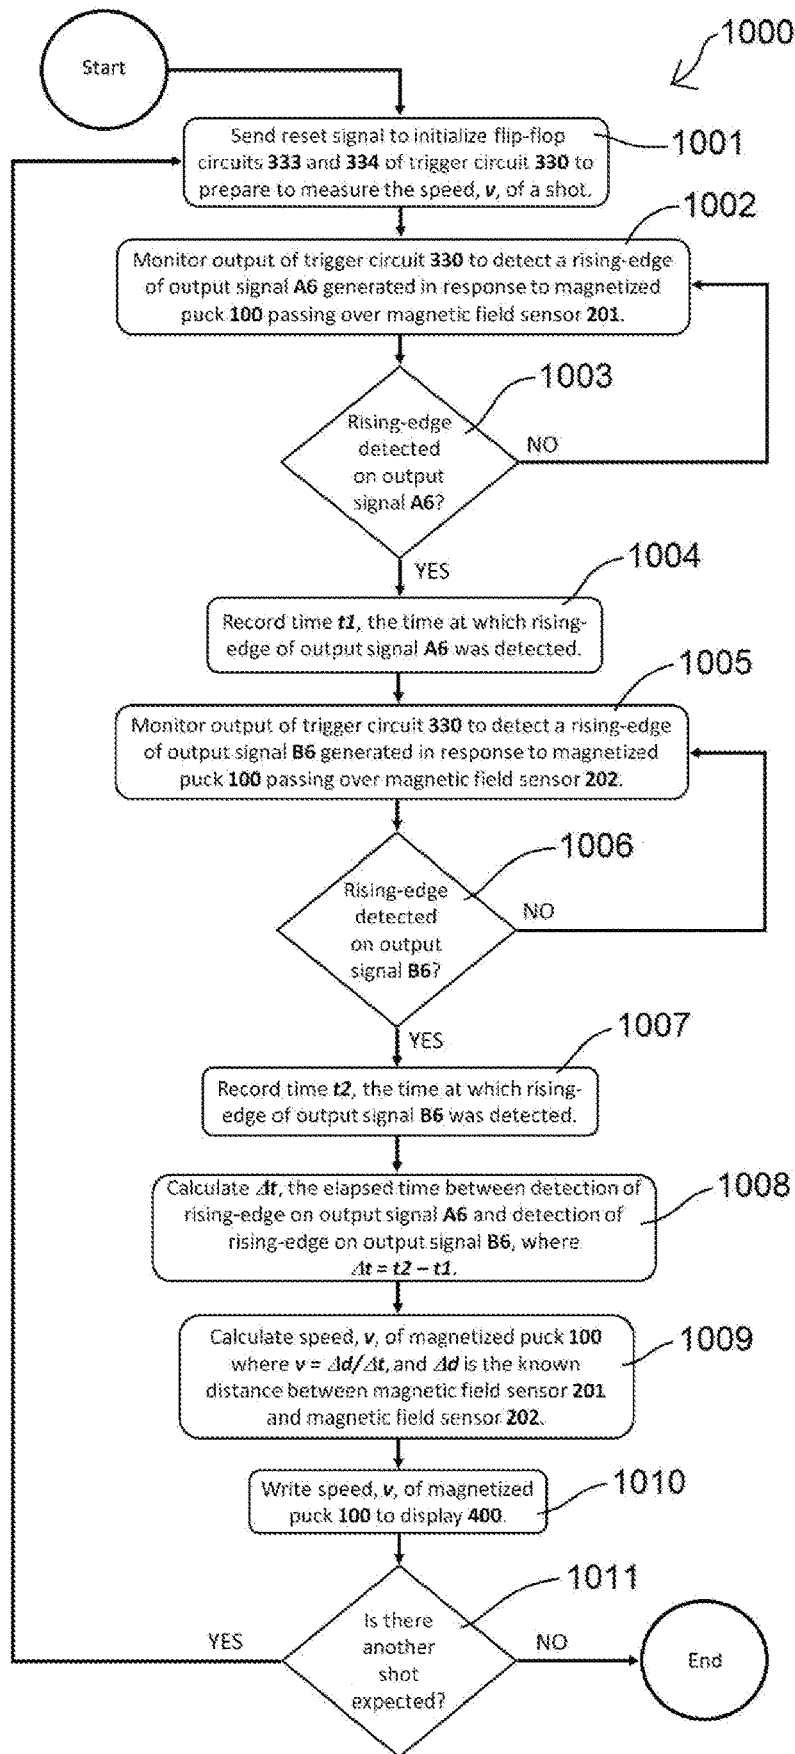 1000
Start
Send reset signal to initialize flip-flop
circuits 333 and 334 of trigger circuit 330 to
prepare to measure the speed, v, of a shot.
1001
1002
Monitor output of trigger circuit 330 to detect a rising-edge
of output signal A6 generated in response to magnetized
puck 100 passing over magnetic field sensor 201.
1003
Rising-edge
detected
on output
signal A6?
NO
YES
1004
Record time t1, the time at which rising-
edge of output signal A6 was detected.
1005
Monitor output of trigger circuit 330 to detect a rising-edge
of output signal B6 generated in response to magnetized
puck 100 passing over magnetic field sensor 202.
1006
Rising-edge
detected
on output
signal B6?
NO
YES
1007
Record time t2, the time at which rising-
edge of output signal B6 was detected.
1008
Calculate Δt, the elapsed time between detection of
rising-edge on output signal A6 and detection of
rising-edge on output signal B6, where
Δt = t2 – t1.
1009
Calculate speed, v, of magnetized puck 100
where v = Δd/Δt, and Δd is the known
distance between magnetic field sensor 201
and magnetic field sensor 202.
1010
Write speed, v, of magnetized
puck 100 to display 400.
1011
Is there
another
shot
expected?
YES
NO
End